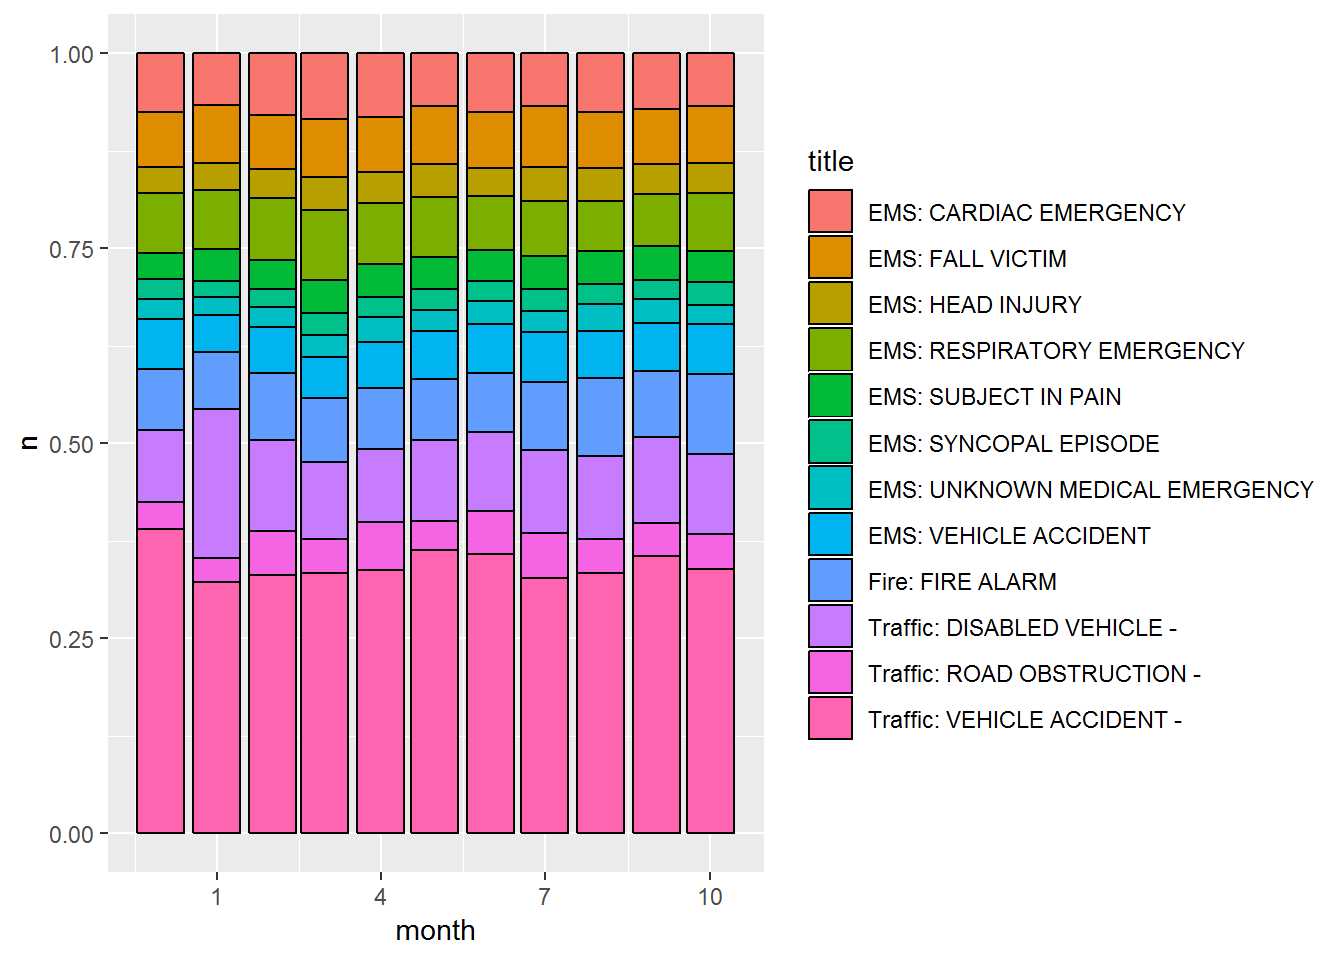 1.00
0.75
0.50
0.25
0.00
n
1 4 7 10
month
title
EMS: CARDIAC EMERGENCY
EMS: FALL VICTIM
EMS: HEAD INJURY
EMS: RESPIRATORY EMERGENCY
EMS: SUBJECT IN PAIN
EMS: SYNCOPAL EPISODE
EMS: UNKNOWN MEDICAL EMERGENCY
EMS: VEHICLE ACCIDENT
Fire: FIRE ALARM
Traffic: DISABLED VEHICLE -
Traffic: ROAD OBSTRUCTION -
Traffic: VEHICLE ACCIDENT -